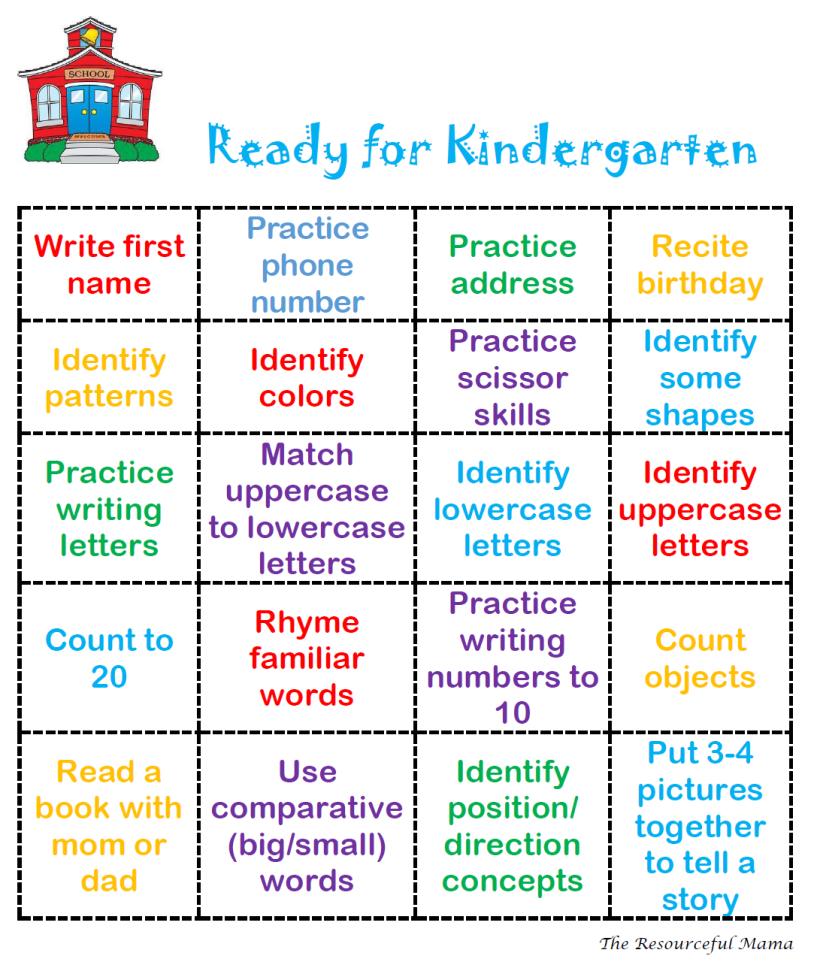 SCHOOL
WELCOME
Ready for Kindergarten
Write first
name
Practice
phone
number
Practice
address
Recite
birthday
Identify
patterns
Identify
colors
Practice
scissor
skills
Identify
some
shapes
Practice
writing
letters
Match
uppercase
to lowercase
letters
Identify
lowercase
letters
Identify
uppercase
letters
Count to
20
Rhyme
familiar
words
Practice
writing
numbers to
10
Count
objects
Read a
book with
mom or
dad
Use
comparative
(big/small)
words
Identify
position/
direction
concepts
Put 3-4
pictures
together
to tell a
story
The Resourceful Mama